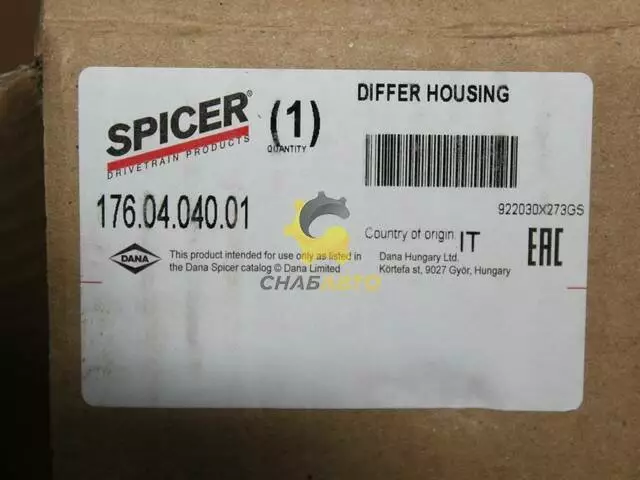 SPICER®
DRIVETRAIN PRODUCTS
(1)
QUANTITY
DIFFER HOUSING
176.04.040.01
922030X273GS
Country of origin IT
EAC
DANA
This product intended for use only as listed in
the Dana Spicer catalog © Dana Limited
Dana Hungary Ltd.
Körtefa st, 9027 Györ, Hungary
СНАБАВТО